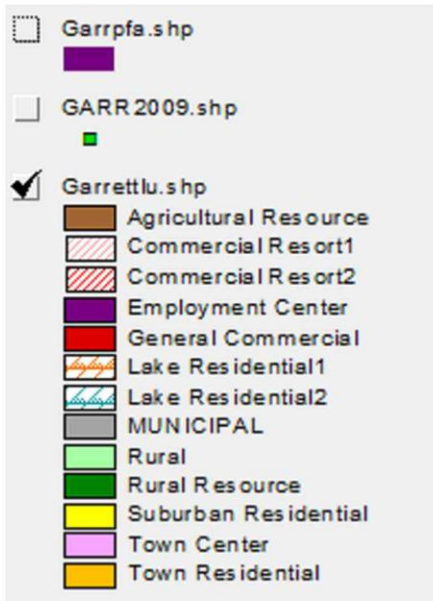 Garrpfa.shp
GARR2009.shp
Garrettlu.shp
Agricultural Resource
Commercial Resort1
Commercial Resort2
Employment Center
General Commercial
Lake Residential1
Lake Residential2
MUNICIPAL
Rural
Rural Resource
Suburban Residential
Town Center
Town Residential